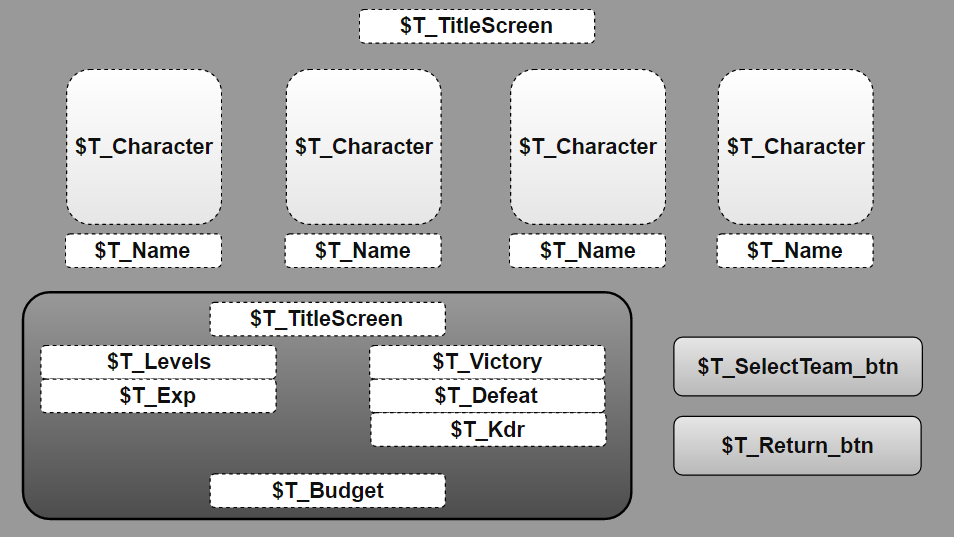 $T_TitleScreen
$T_Character $T_Character $T_Character $T_Character
$T_Name $T_Name $T_Name $T_Name
$T_TitleScreen
$T_Levels $T_Victory
$T_Exp $T_Defeat
$T_Kdr
$T_Budget
$T_SelectTeam_btn
$T_Return_btn